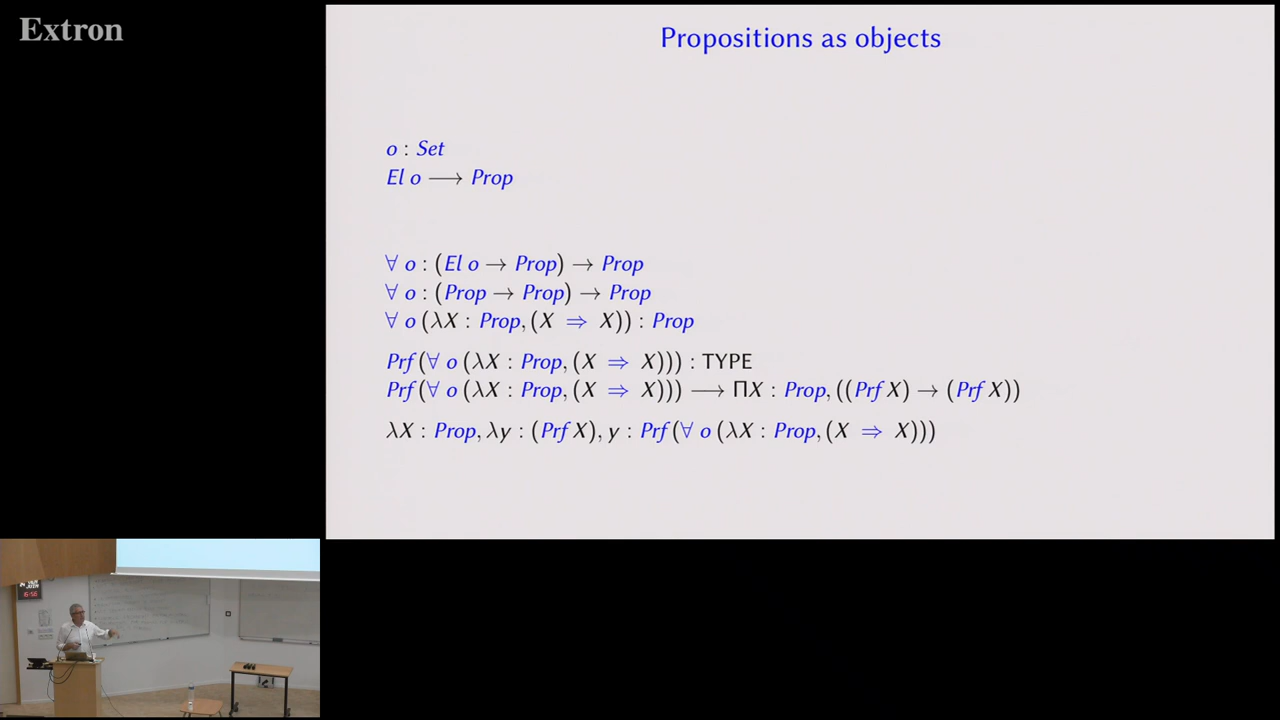 Extron
Propositions as objects
o : Set
El o ⟶ Prop
∀ o : (El o → Prop) → Prop
∀ o : (Prop → Prop) → Prop
∀ o (λX : Prop, (X ⇒ X)) : Prop
Prf (∀ o (λX : Prop, (X ⇒ X))) : TYPE
Prf (∀ o (λX : Prop, (X ⇒ X))) ⟶ ΠX : Prop, ((Prf X) → (Prf X))
λX : Prop, λy : (Prf X), y : Prf (∀ o (λX : Prop, (X ⇒ X)))